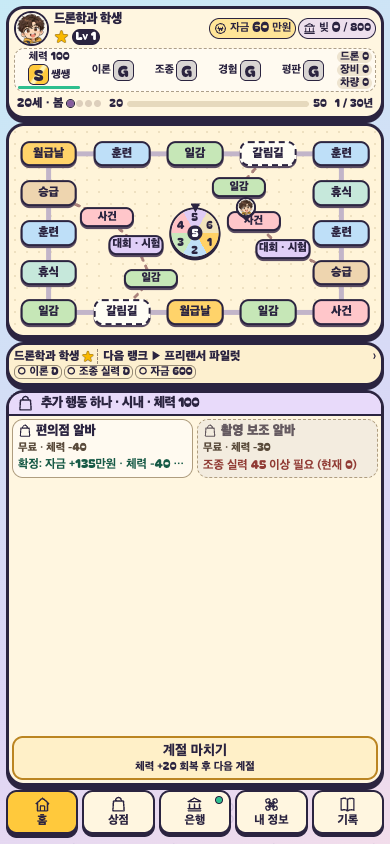 드론학과 학생
Lv 1
자금 60 만원
빚 0 / 800
체력 100
S 쌩쌩
이론 G
조종 G
경험 G
평판 G
드론 0
장비 0
차량 0
20세 · 봄
20
50
1 / 30년
월급날
훈련
일감
갈림길
훈련
승급
일감
휴식
사건
사건
훈련
대회 · 시험
대회 · 시험
훈련
휴식
일감
승급
5
6
1
2
3
4
5
일감
갈림길
월급날
일감
사건
드론학과 학생 다음 랭크 ▶ 프리랜서 파일럿 ›
이론 D
조종 실력 D
자금 600
추가 행동 하나 · 시내 · 체력 100
편의점 알바
무료 · 체력 -40
확정: 자금 +135만원 · 체력 -40 ⋯
촬영 보조 알바
무료 · 체력 -30
조종 실력 45 이상 필요 (현재 0)
계절 마치기
체력 +20 회복 후 다음 계절
홈
상점
은행
내 정보
기록